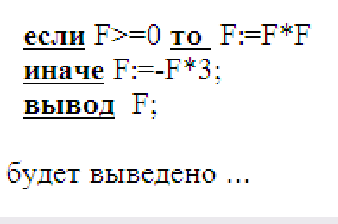 если F>=0 то F:=F*F
иначе F:=-F*3;
вывод F;
будет выведено ...